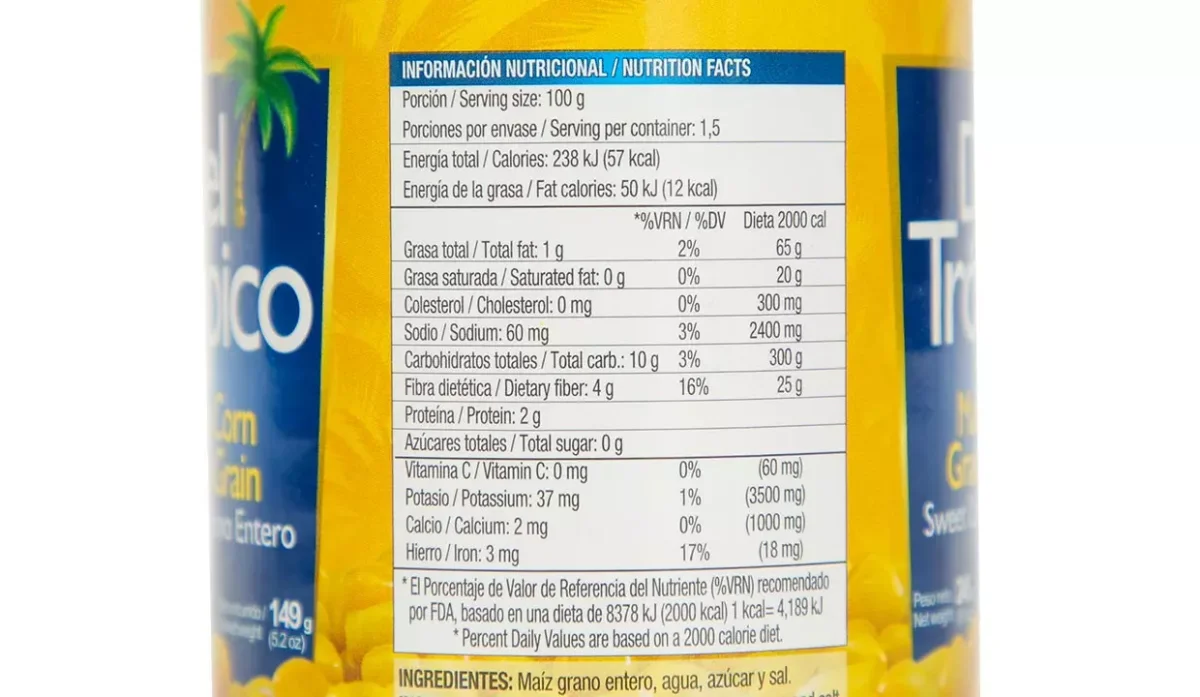 INFORMACIÓN NUTRICIONAL / NUTRITION FACTS
Porción / Serving size: 100 g
Porciones por envase / Serving per container: 1,5
Energía total / Calories: 238 kJ (57 kcal)
Energía de la grasa / Fat calories: 50 kJ (12 kcal)
*%VRN / %DV Dieta 2000 cal
Grasa total / Total fat: 1 g 2% 65 g
Grasa saturada / Saturated fat: 0 g 0% 20 g
Colesterol / Cholesterol: 0 mg 0% 300 mg
Sodio / Sodium: 60 mg 3% 2400 mg
Carbohidratos totales / Total carb.: 10 g 3% 300 g
Fibra dietética / Dietary fiber: 4 g 16% 25 g
Proteína / Protein: 2 g
Azúcares totales / Total sugar: 0 g
Vitamina C / Vitamin C: 0 mg 0% (60 mg)
Potasio / Potassium: 37 mg 1% (3500 mg)
Calcio / Calcium: 2 mg 0% (1000 mg)
Hierro / Iron: 3 mg 17% (18 mg)
* El Porcentaje de Valor de Referencia del Nutriente (%VRN) recomendado
por FDA, basado en una dieta de 8378 kJ (2000 kcal) 1 kcal= 4,189 kJ
* Percent Daily Values are based on a 2000 calorie diet.
INGREDIENTES: Maíz grano entero, agua, azúcar y sal.
el
pico
Corn
Grain
Entero
149 g
(5.2 oz)
Tró
Sweet
Peso neto
Net weight